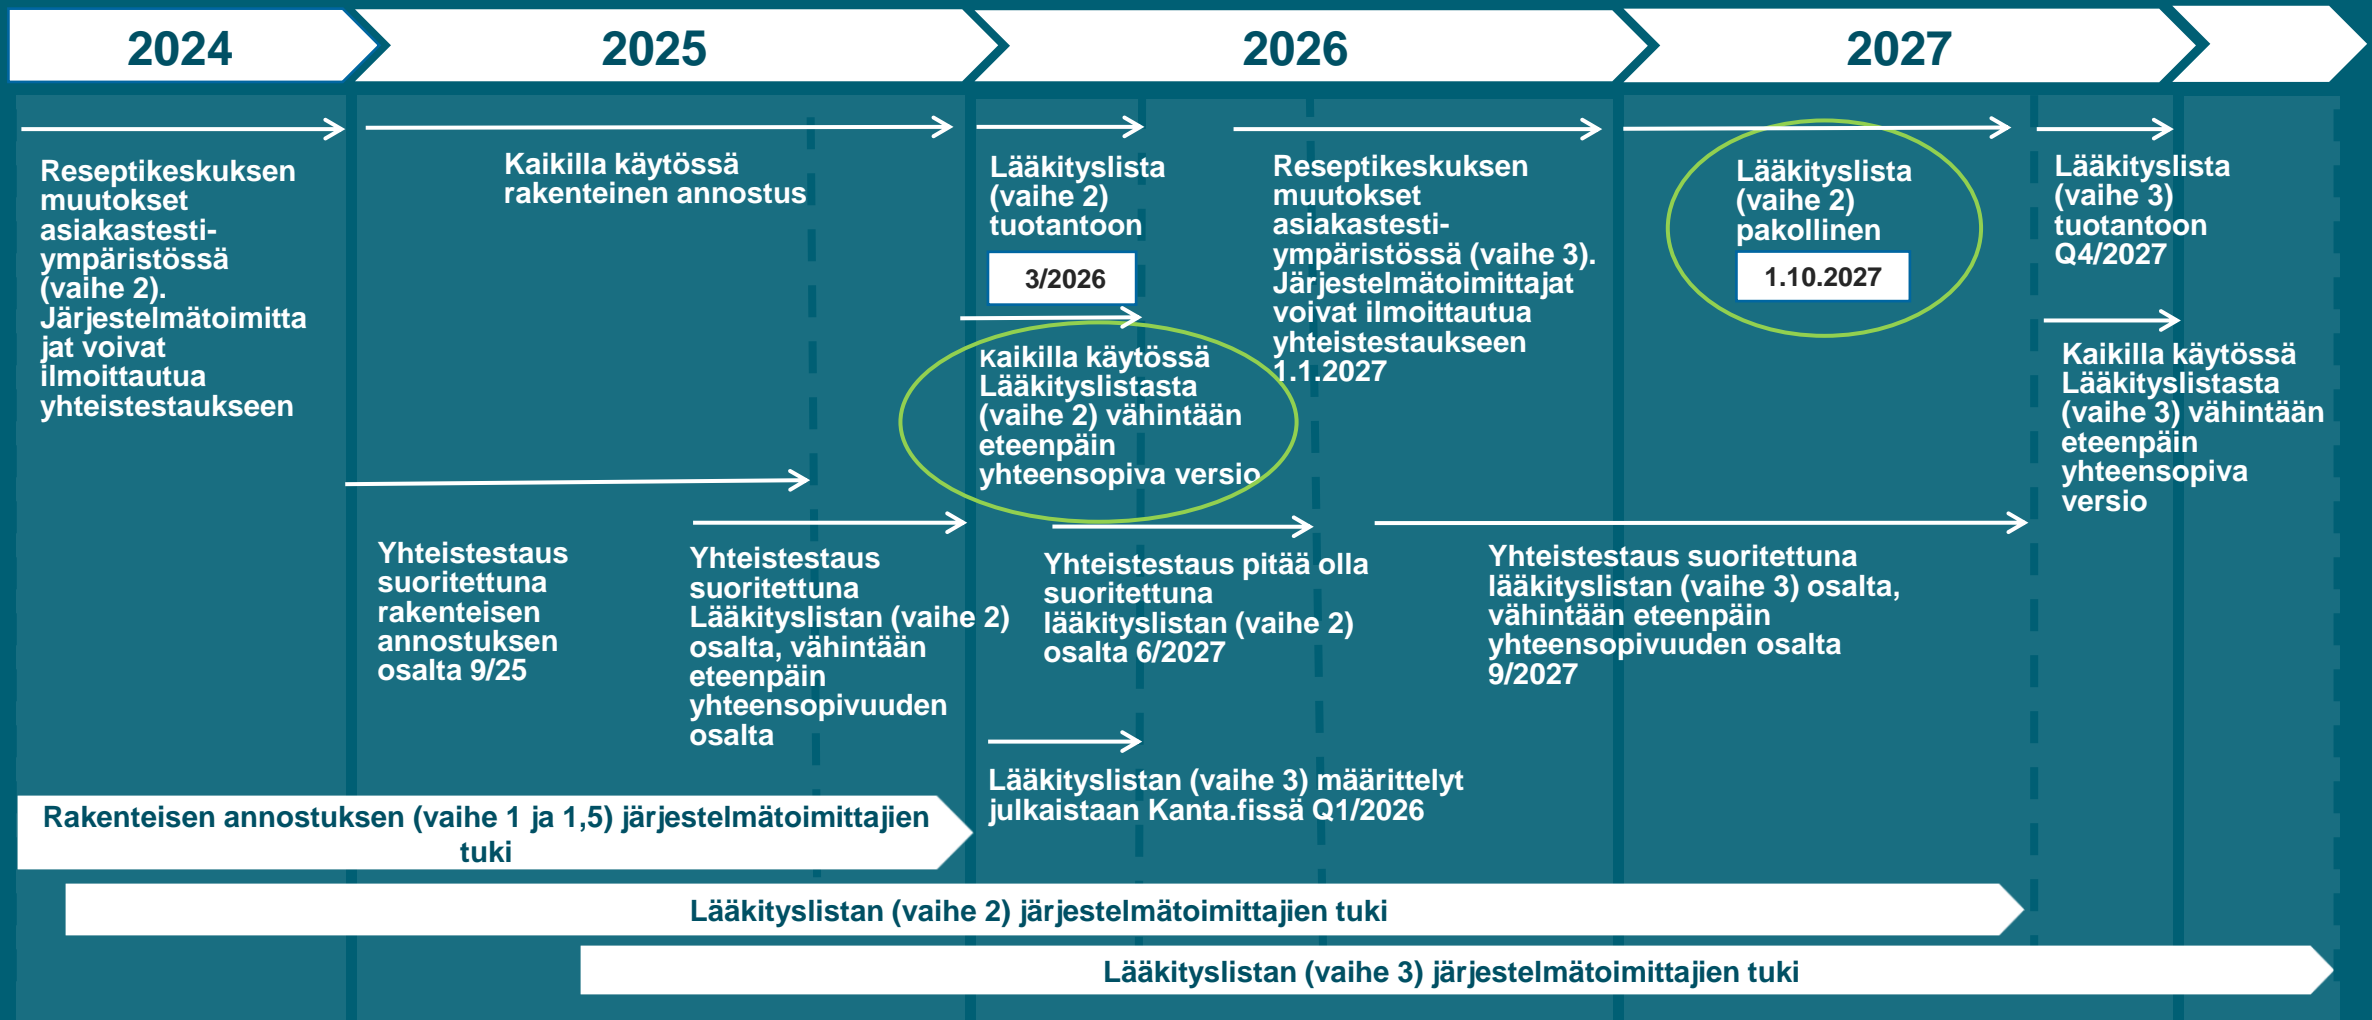 2024
2025
2026
2027
Reseptikeskuksen
muutokset
asiakastesti-
ympäristössä
(vaihe 2).
Järjestelmätoimitta
jat voivat
ilmoittautua
yhteistestaukseen
Kaikilla käytössä
rakenteinen annostus
Lääkityslista
(vaihe 2)
tuotantoon
3/2026
Kaikilla käytössä
Lääkityslistasta
(vaihe 2) vähintään
eteenpäin
yhteensopiva versio
Reseptikeskuksen
muutokset
asiakastesti-
ympäristössä (vaihe 3).
Järjestelmätoimittajat
voivat ilmoittautua
yhteistestaukseen
1.1.2027
Lääkityslista
(vaihe 2)
pakollinen
1.10.2027
Lääkityslista
(vaihe 3)
tuotantoon
Q4/2027
Kaikilla käytössä
Lääkityslistasta
(vaihe 3) vähintään
eteenpäin
yhteensopiva
versio
Yhteistestaus
suoritettuna
rakenteisen
annostuksen
osalta 9/25
Yhteistestaus
suoritettuna
Lääkityslistan (vaihe 2)
osalta, vähintään
eteenpäin
yhteensopivuuden
osalta
Yhteistestaus pitää olla
suoritettuna
lääkityslistan (vaihe 2)
osalta 6/2027
Yhteistestaus suoritettuna
lääkityslistan (vaihe 3) osalta,
vähintään eteenpäin
yhteensopivuuden osalta
9/2027
Lääkityslistan (vaihe 3) määrittelyt
julkaistaan Kanta.fissä Q1/2026
Rakenteisen annostuksen (vaihe 1 ja 1,5) järjestelmätoimittajien
tuki
Lääkityslistan (vaihe 2) järjestelmätoimittajien tuki
Lääkityslistan (vaihe 3) järjestelmätoimittajien tuki